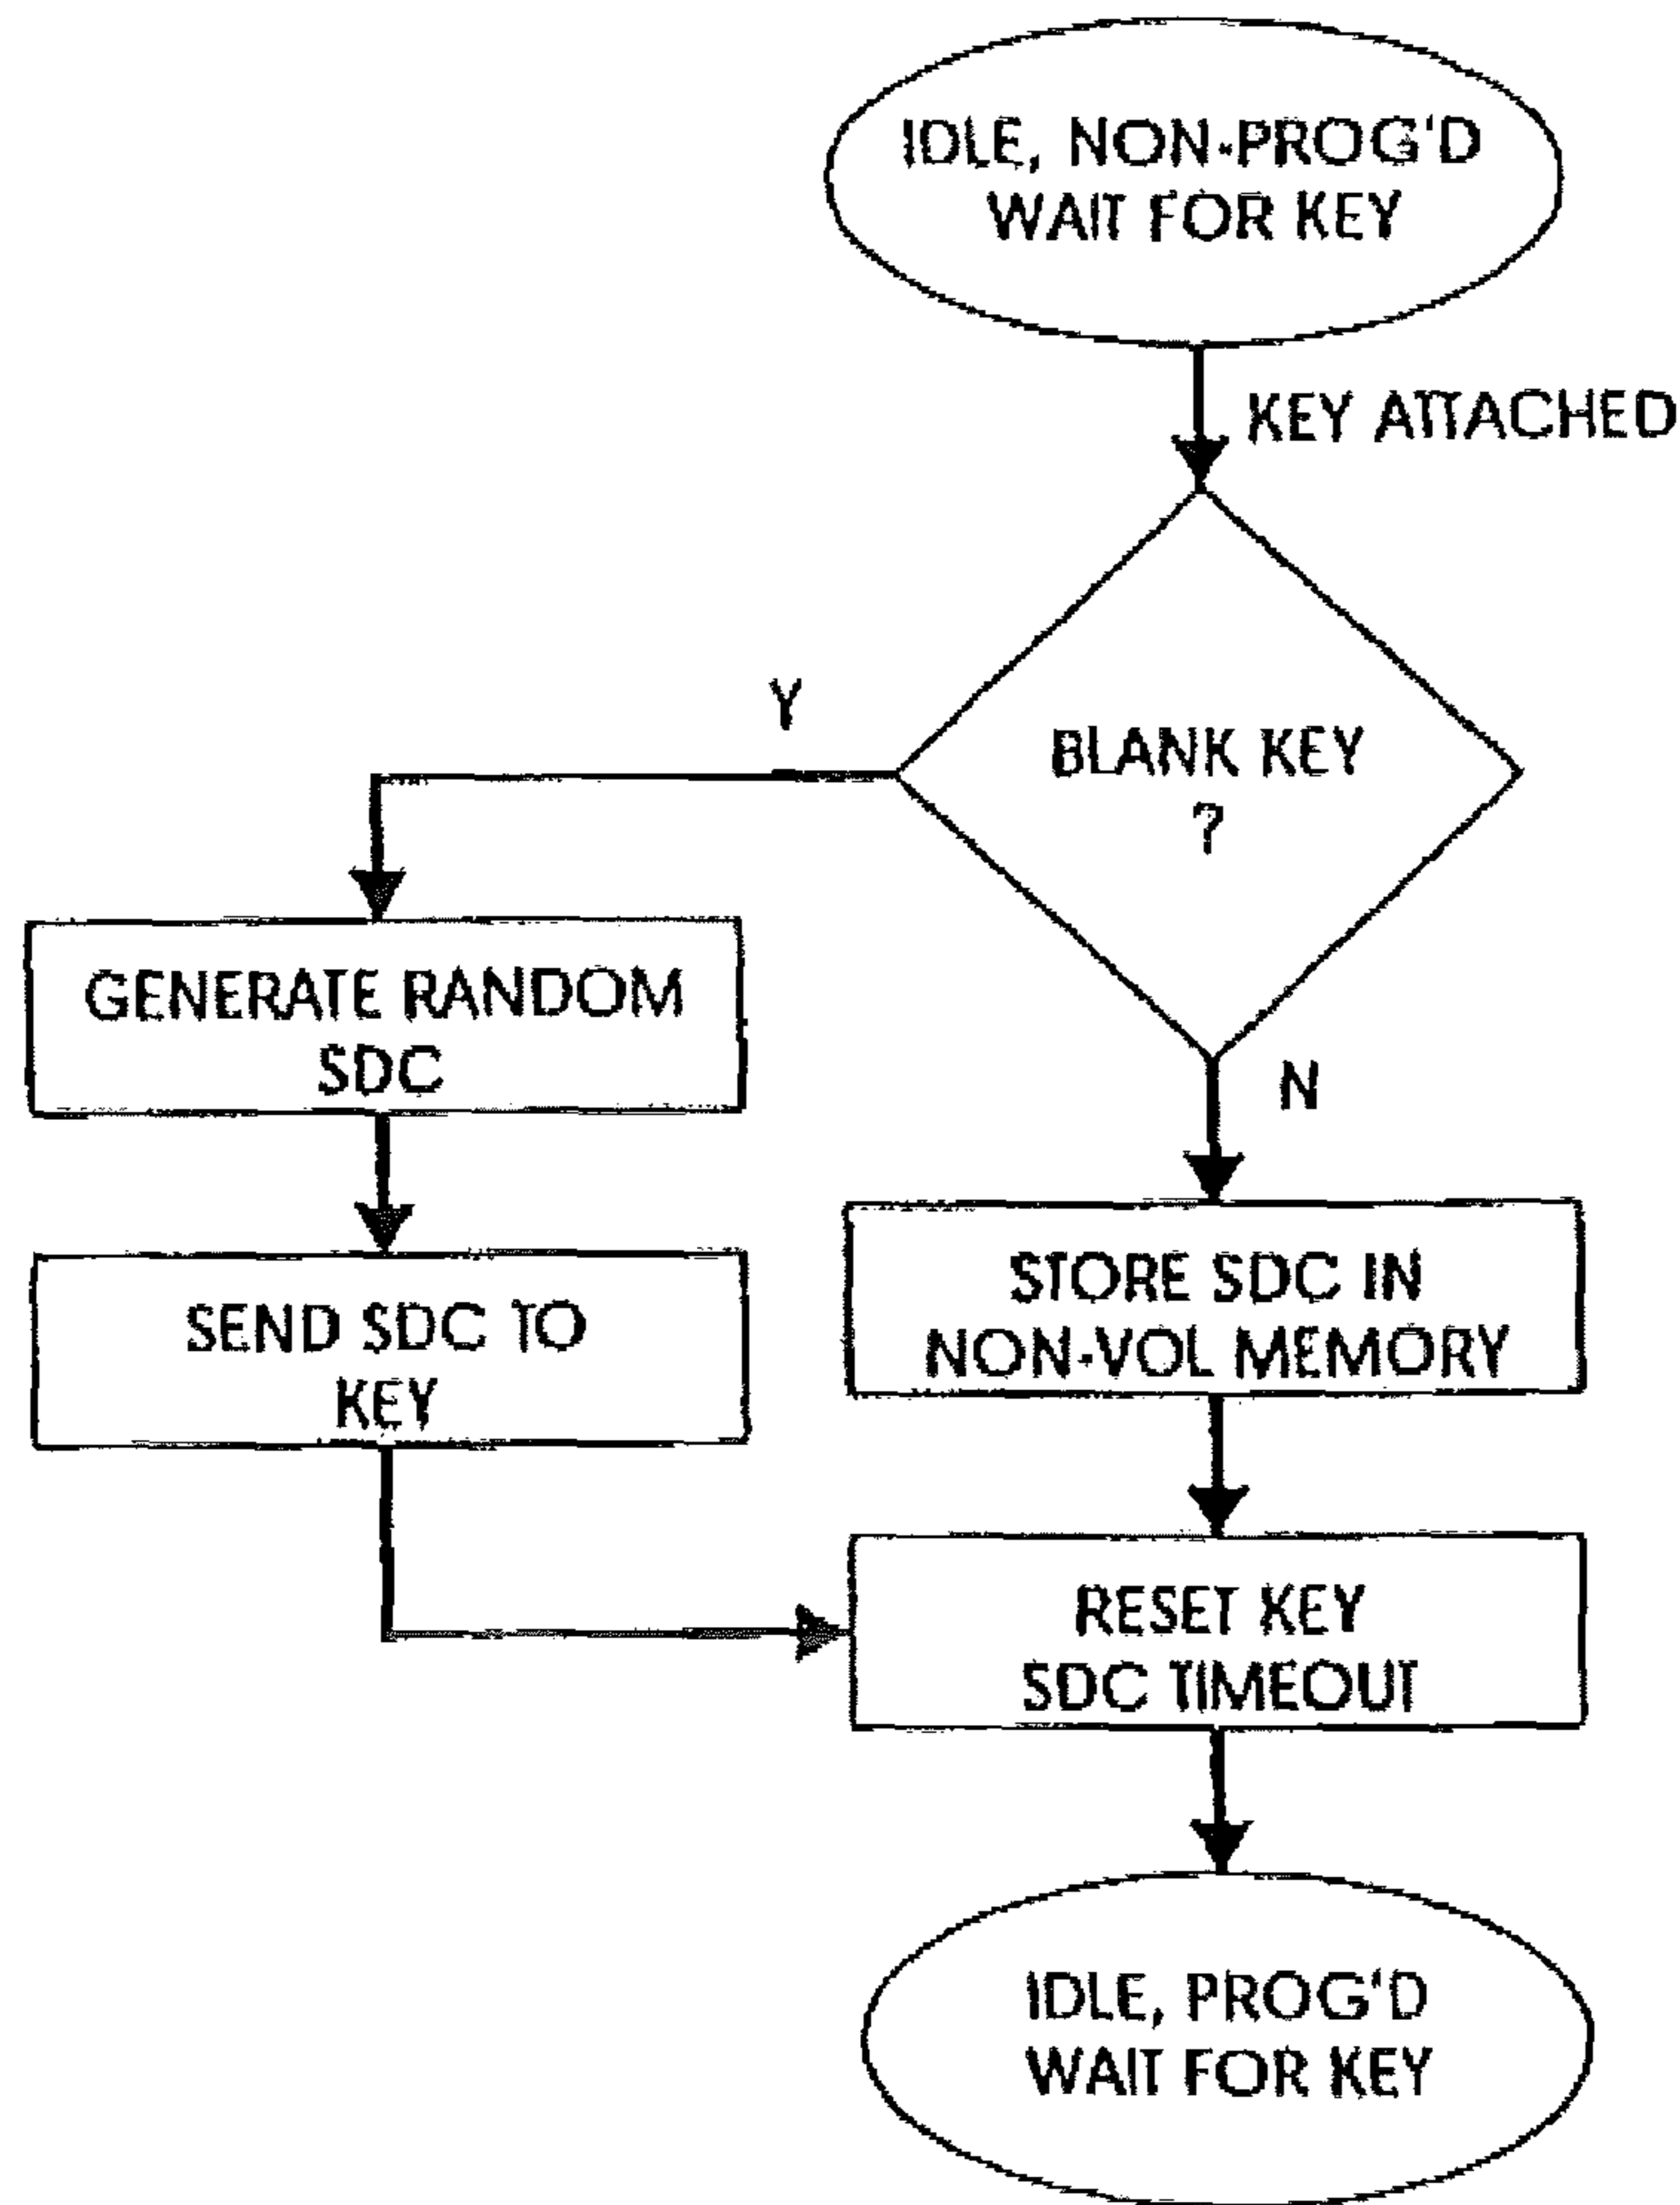 IDLE, NON-PROG'D
WAIT FOR KEY
KEY ATTACHED
Y
BLANK KEY
?
GENERATE RANDOM
SDC
N
SEND SDC TO
KEY
STORE SDC IN
NON-VOL MEMORY
RESET KEY
SDC TIMEOUT
IDLE, PROG'D
WAIT FOR KEY